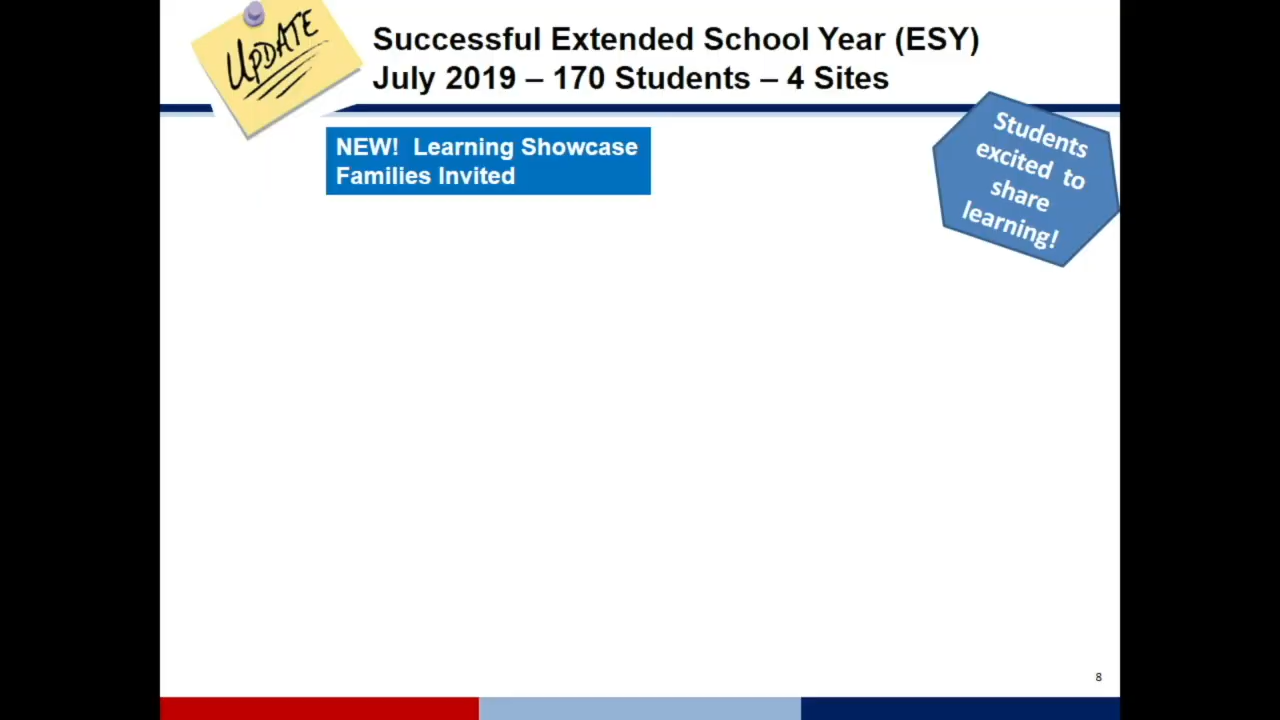 UPDATE
Successful Extended School Year (ESY)
July 2019 – 170 Students – 4 Sites
NEW!  Learning Showcase
Families Invited
Students
excited  to
share
learning!
8